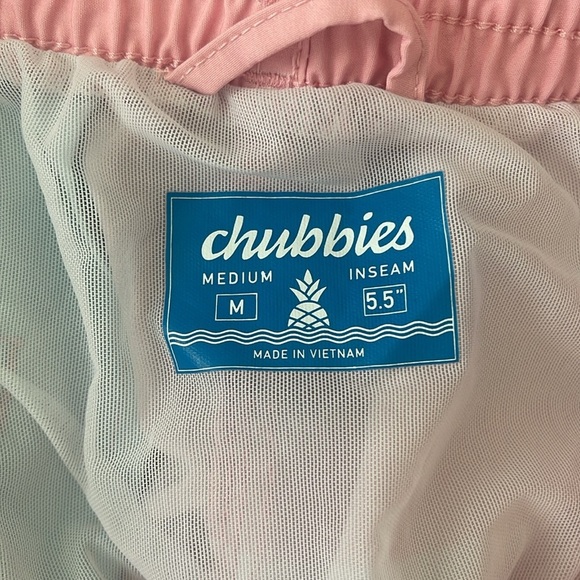 chubbies
MEDIUM INSEAM
M 5.5"
MADE IN VIETNAM